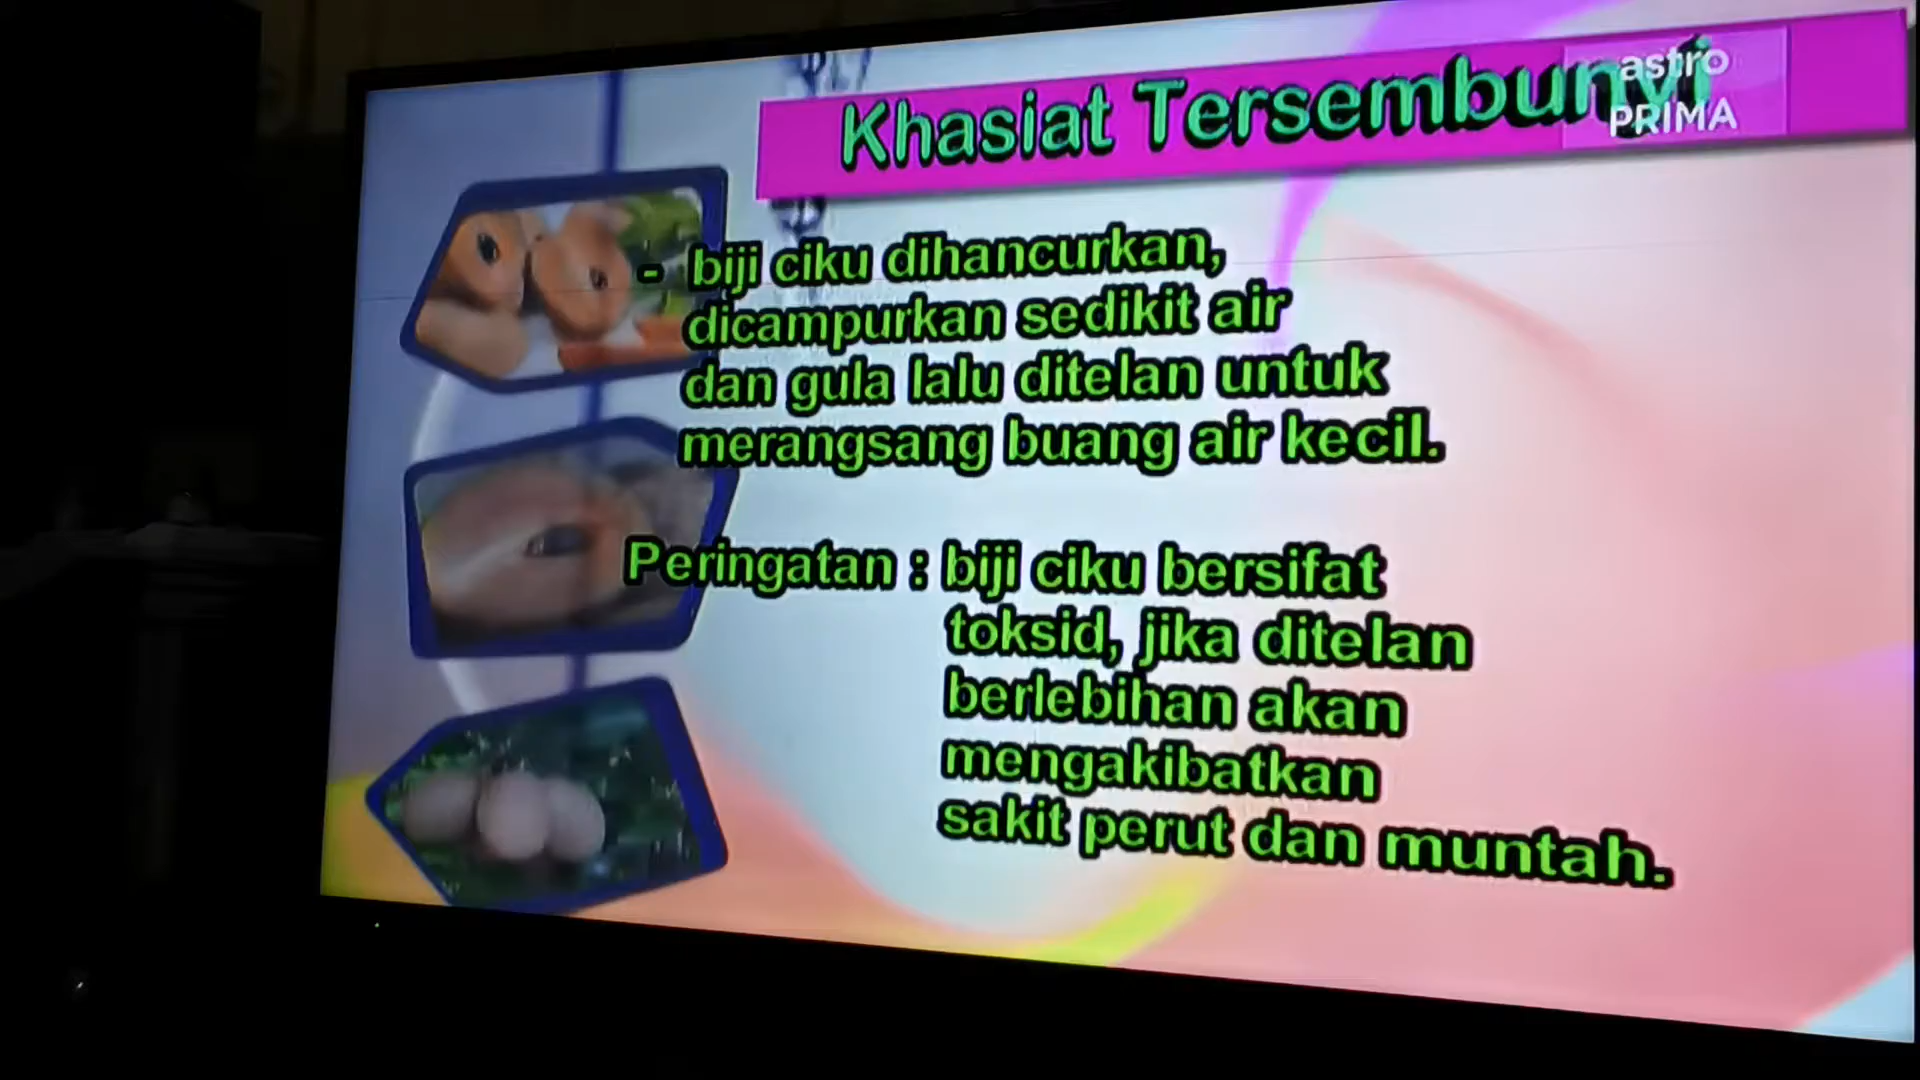 Khasiat Tersembunyi
astro
PRIMA
- biji ciku dihancurkan,
dicampurkan sedikit air
dan gula lalu ditelan untuk
merangsang buang air kecil.
Peringatan : biji ciku bersifat
toksid, jika ditelan
berlebihan akan
mengakibatkan
sakit perut dan muntah.